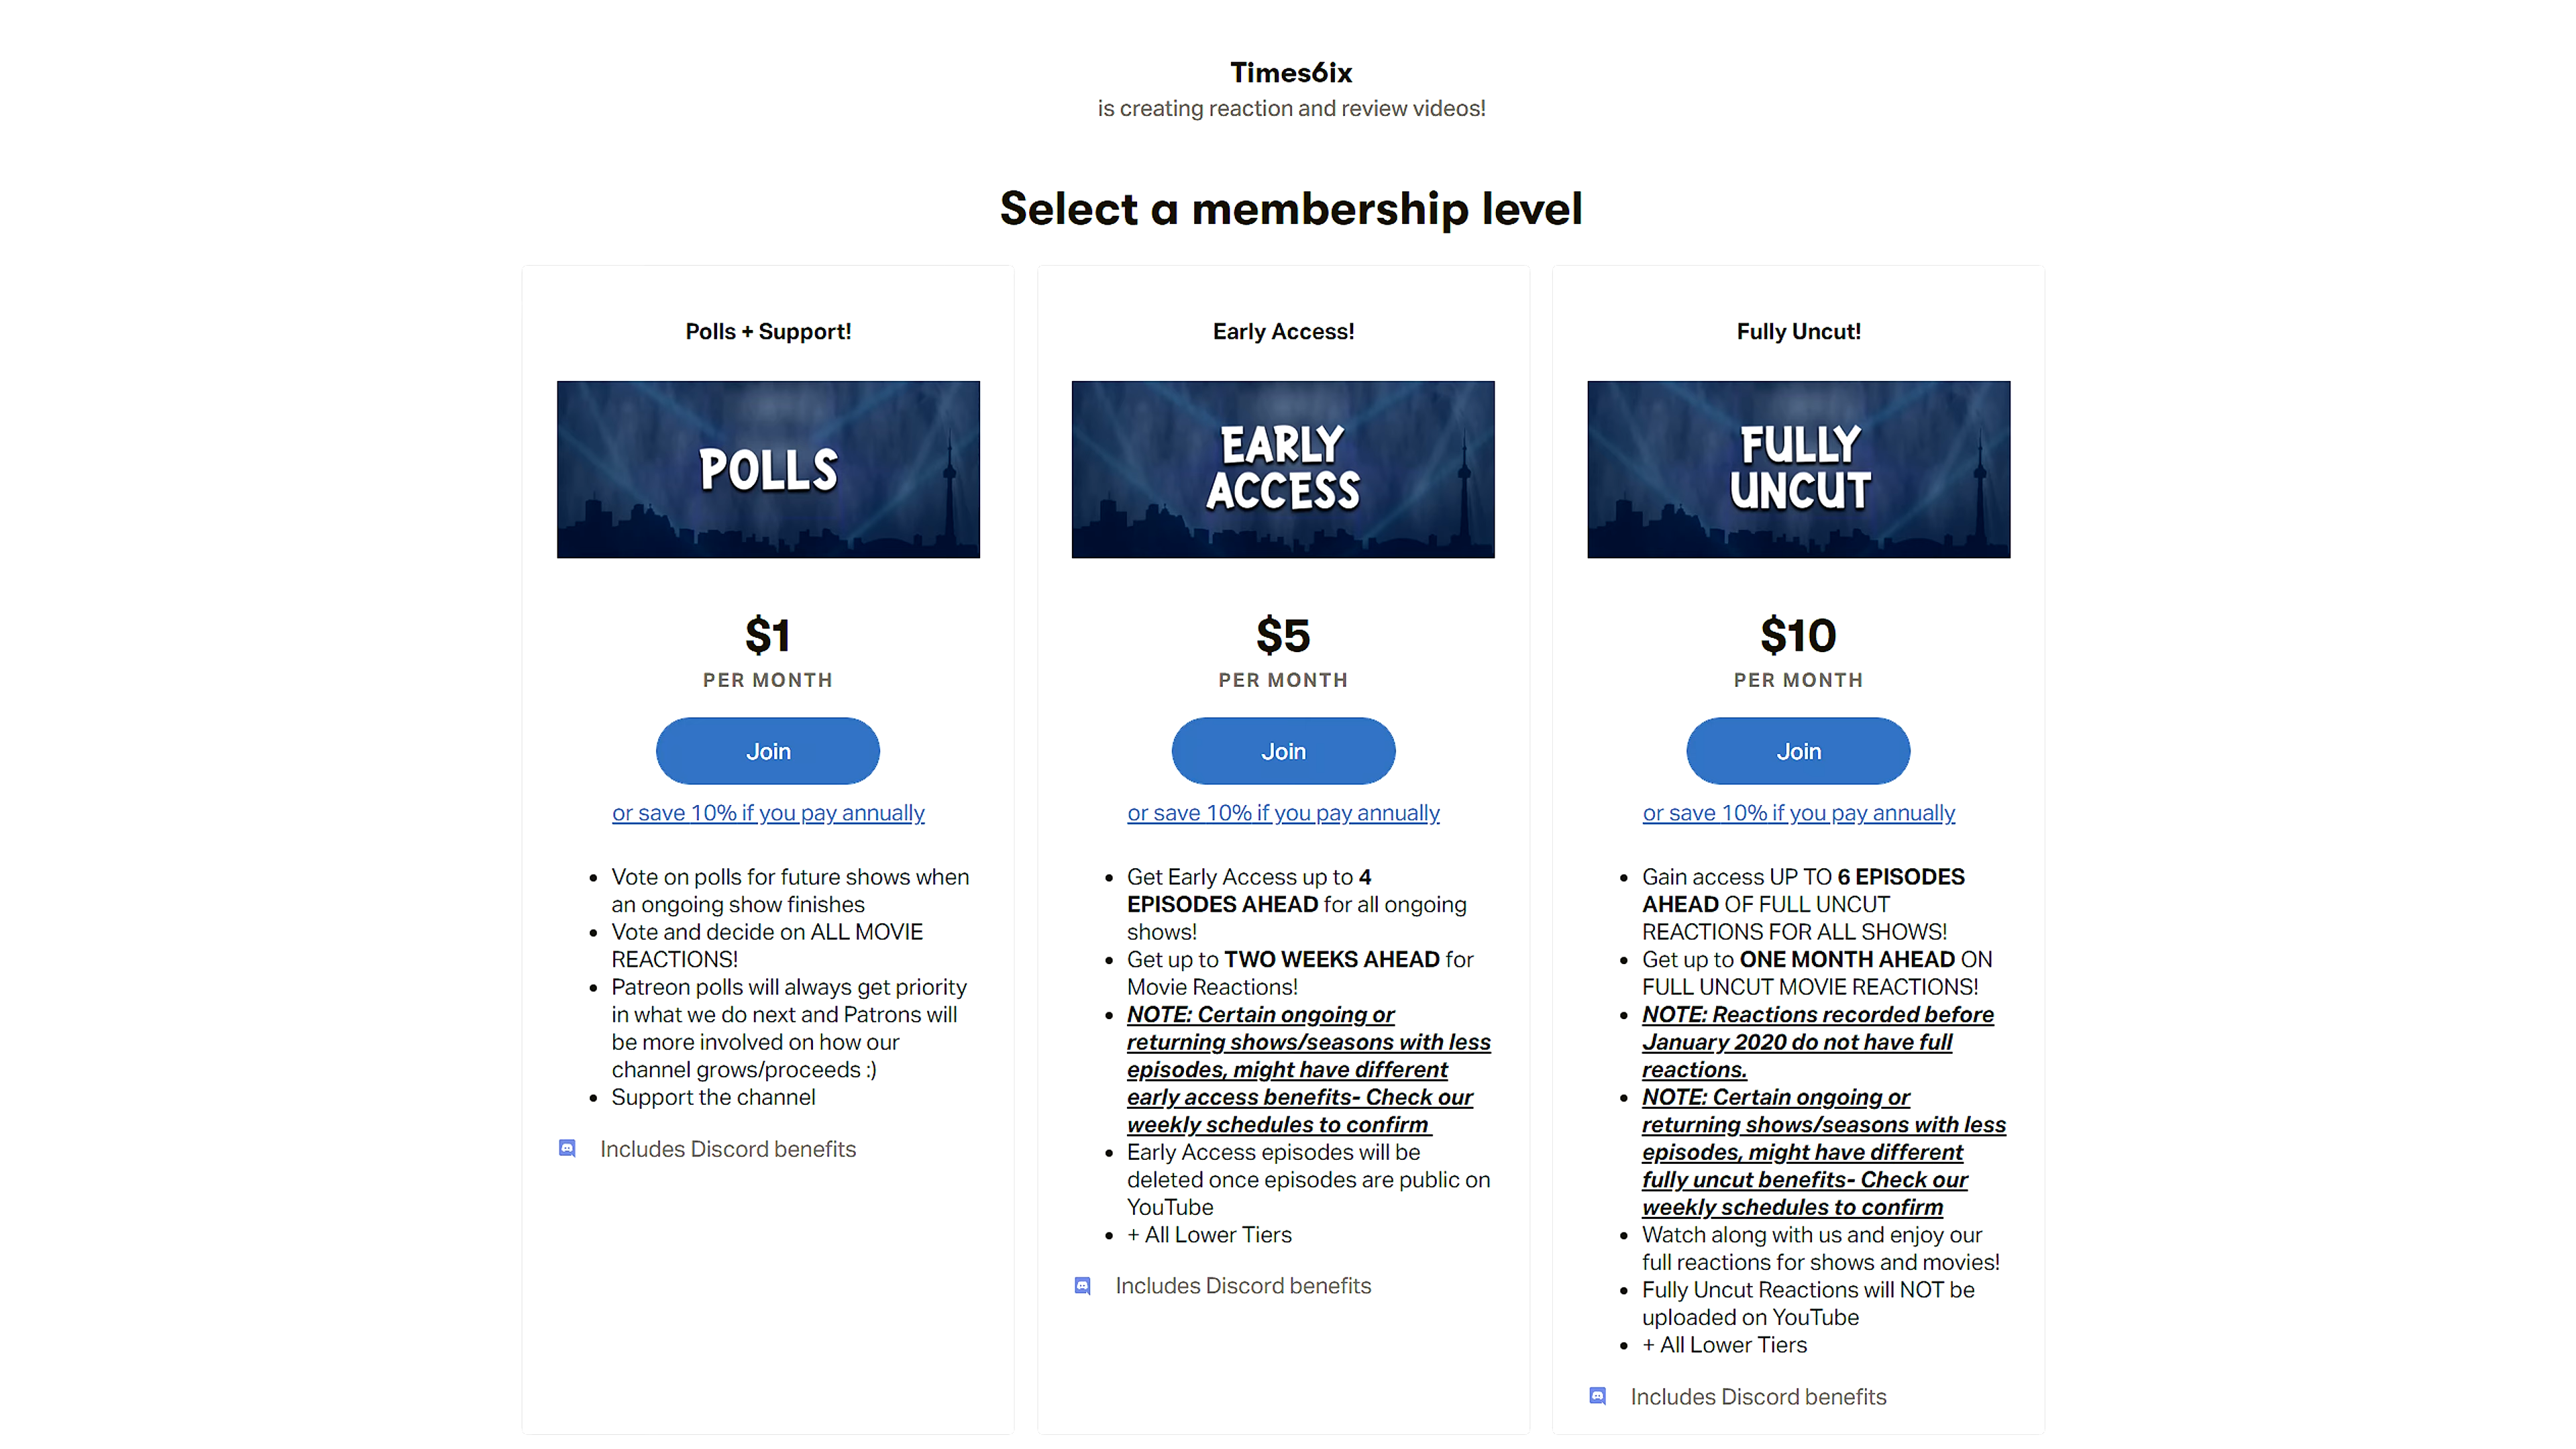 Times6ix
is creating reaction and review videos!
Select a membership level
Polls + Support!
POLLS
$1
PER MONTH
Join
or save 10% if you pay annually
• Vote on polls for future shows when
an ongoing show finishes
• Vote and decide on ALL MOVIE
REACTIONS!
• Patreon polls will always get priority
in what we do next and Patrons will
be more involved on how our
channel grows/proceeds :)
• Support the channel
Includes Discord benefits
Early Access!
EARLY
ACCESS
$5
PER MONTH
Join
or save 10% if you pay annually
• Get Early Access up to 4
EPISODES AHEAD for all ongoing
shows!
• Get up to TWO WEEKS AHEAD for
Movie Reactions!
• NOTE: Certain ongoing or
returning shows/seasons with less
episodes, might have different
early access benefits- Check our
weekly schedules to confirm
• Early Access episodes will be
deleted once episodes are public on
YouTube
• + All Lower Tiers
Includes Discord benefits
Fully Uncut!
FULLY
UNCUT
$10
PER MONTH
Join
or save 10% if you pay annually
• Gain access UP TO 6 EPISODES
AHEAD OF FULL UNCUT
REACTIONS FOR ALL SHOWS!
• Get up to ONE MONTH AHEAD ON
FULL UNCUT MOVIE REACTIONS!
• NOTE: Reactions recorded before
January 2020 do not have full
reactions.
• NOTE: Certain ongoing or
returning shows/seasons with less
episodes, might have different
fully uncut benefits- Check our
weekly schedules to confirm
• Watch along with us and enjoy our
full reactions for shows and movies!
• Fully Uncut Reactions will NOT be
uploaded on YouTube
• + All Lower Tiers
Includes Discord benefits